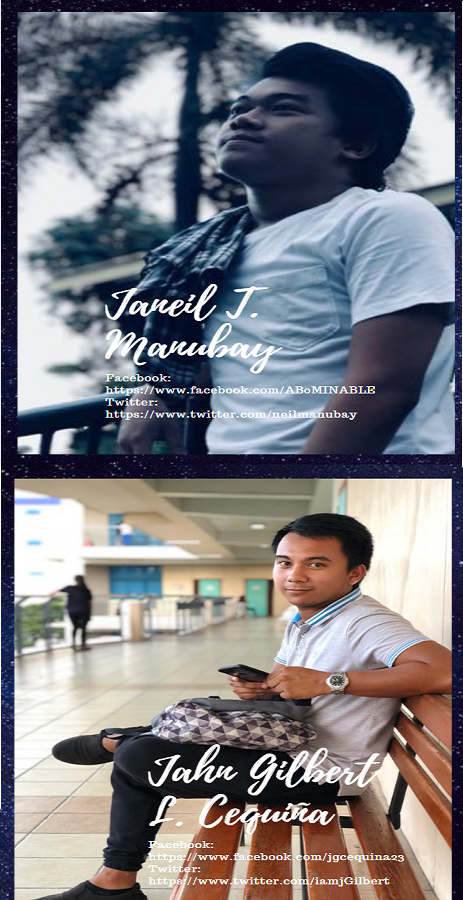 Janeil T.
Manubay
Facebook:
https://www.facebook.com/ABoMINABLE
Twitter:
https://www.twitter.com/neilmanubay
Jahn Gilbert
L. Cequiña
Facebook:
https://www.facebook.com/jgcequina23
Twitter:
https://www.twitter.com/iamjGilbert